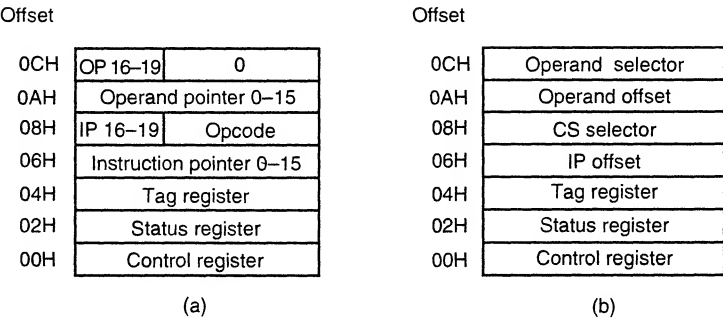 Offset
0CH OP 16–19 0
0AH Operand pointer 0–15
08H IP 16–19 Opcode
06H Instruction pointer 0–15
04H Tag register
02H Status register
00H Control register
(a)
Offset
0CH Operand selector
0AH Operand offset
08H CS selector
06H IP offset
04H Tag register
02H Status register
00H Control register
(b)